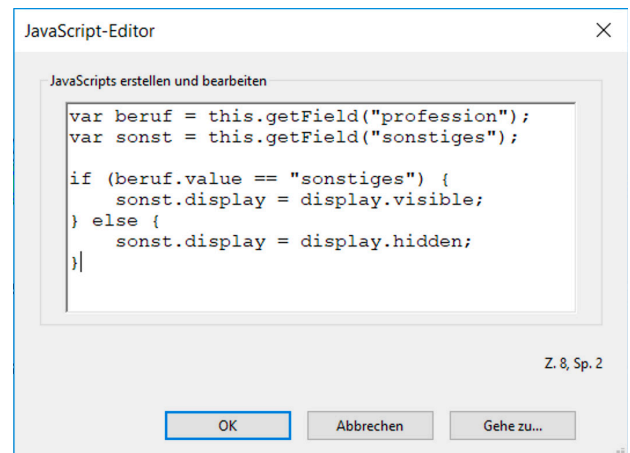 JavaScript-Editor
JavaScripts erstellen und bearbeiten
var beruf = this.getField("profession");
var sonst = this.getField("sonstiges");
if (beruf.value == "sonstiges") {
    sonst.display = display.visible;
} else {
    sonst.display = display.hidden;
}
Z. 8, Sp. 2
OK Abbrechen Gehe zu...